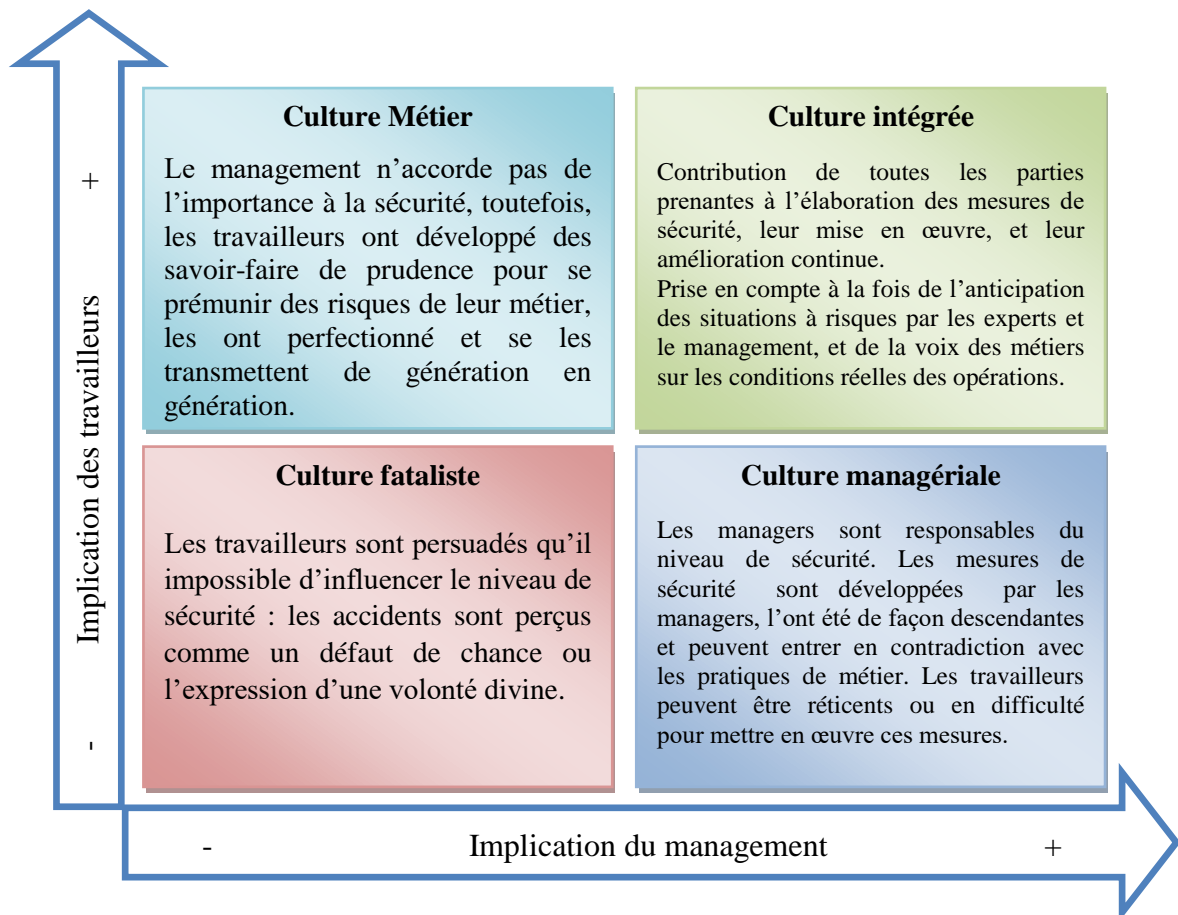 Culture Métier
Le management n’accorde pas de
l’importance à la sécurité, toutefois,
les travailleurs ont développé des
savoir-faire de prudence pour se
prémunir des risques de leur métier,
les ont perfectionné et se les
transmettent de génération en
génération.
Culture intégrée
Contribution de toutes les parties
prenantes à l’élaboration des mesures de
sécurité, leur mise en œuvre, et leur
amélioration continue.
Prise en compte à la fois de l’anticipation
des situations à risques par les experts et
le management, et de la voix des métiers
sur les conditions réelles des opérations.
Culture fataliste
Les travailleurs sont persuadés qu’il
impossible d’influencer le niveau de
sécurité : les accidents sont perçus
comme un défaut de chance ou
l’expression d’une volonté divine.
Culture managériale
Les managers sont responsables du
niveau de sécurité. Les mesures de
sécurité sont développées par les
managers, l’ont été de façon descendantes
et peuvent entrer en contradiction avec
les pratiques de métier. Les travailleurs
peuvent être réticents ou en difficulté
pour mettre en œuvre ces mesures.
- Implication des travailleurs +
- Implication du management +